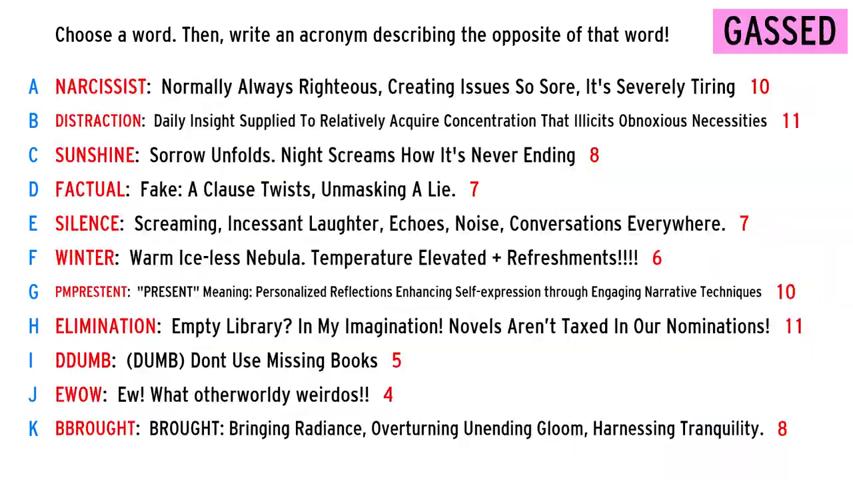 Choose a word. Then, write an acronym describing the opposite of that word!
GASSED
A NARCISSIST: Normally Always Righteous, Creating Issues So Sore, It's Severely Tiring 10
B DISTRACTION: Daily Insight Supplied To Relatively Acquire Concentration That Illicits Obnoxious Necessities 11
C SUNSHINE: Sorrow Unfolds. Night Screams How It's Never Ending 8
D FACTUAL: Fake: A Clause Twists, Unmasking A Lie. 7
E SILENCE: Screaming, Incessant Laughter, Echoes, Noise, Conversations Everywhere. 7
F WINTER: Warm Ice-less Nebula. Temperature Elevated + Refreshments!!!! 6
G PMPRESTENT: "PRESENT" Meaning: Personalized Reflections Enhancing Self-expression through Engaging Narrative Techniques 10
H ELIMINATION: Empty Library? In My Imagination! Novels Aren't Taxed In Our Nominations! 11
I DDUMB: (DUMB) Dont Use Missing Books 5
J EWOW: Ew! What otherworldy weirdos!! 4
K BBROUGHT: BROUGHT: Bringing Radiance, Overturning Unending Gloom, Harnessing Tranquility. 8